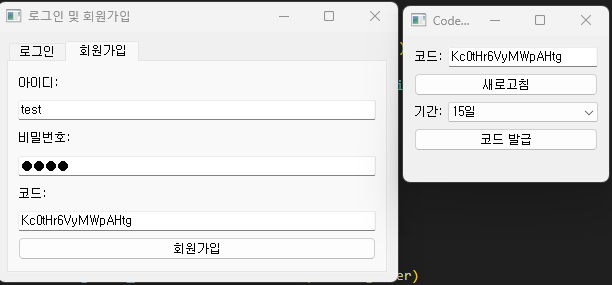 로그인 및 회원가입
로그인 회원가입
아이디:
test
비밀번호:
●●●●
코드:
Kc0tHr6VyMWpAHtg
회원가입
Code...
코드: Kc0tHr6VyMWpAHtg
새로고침
기간: 15일
코드 발급
)
i
er)